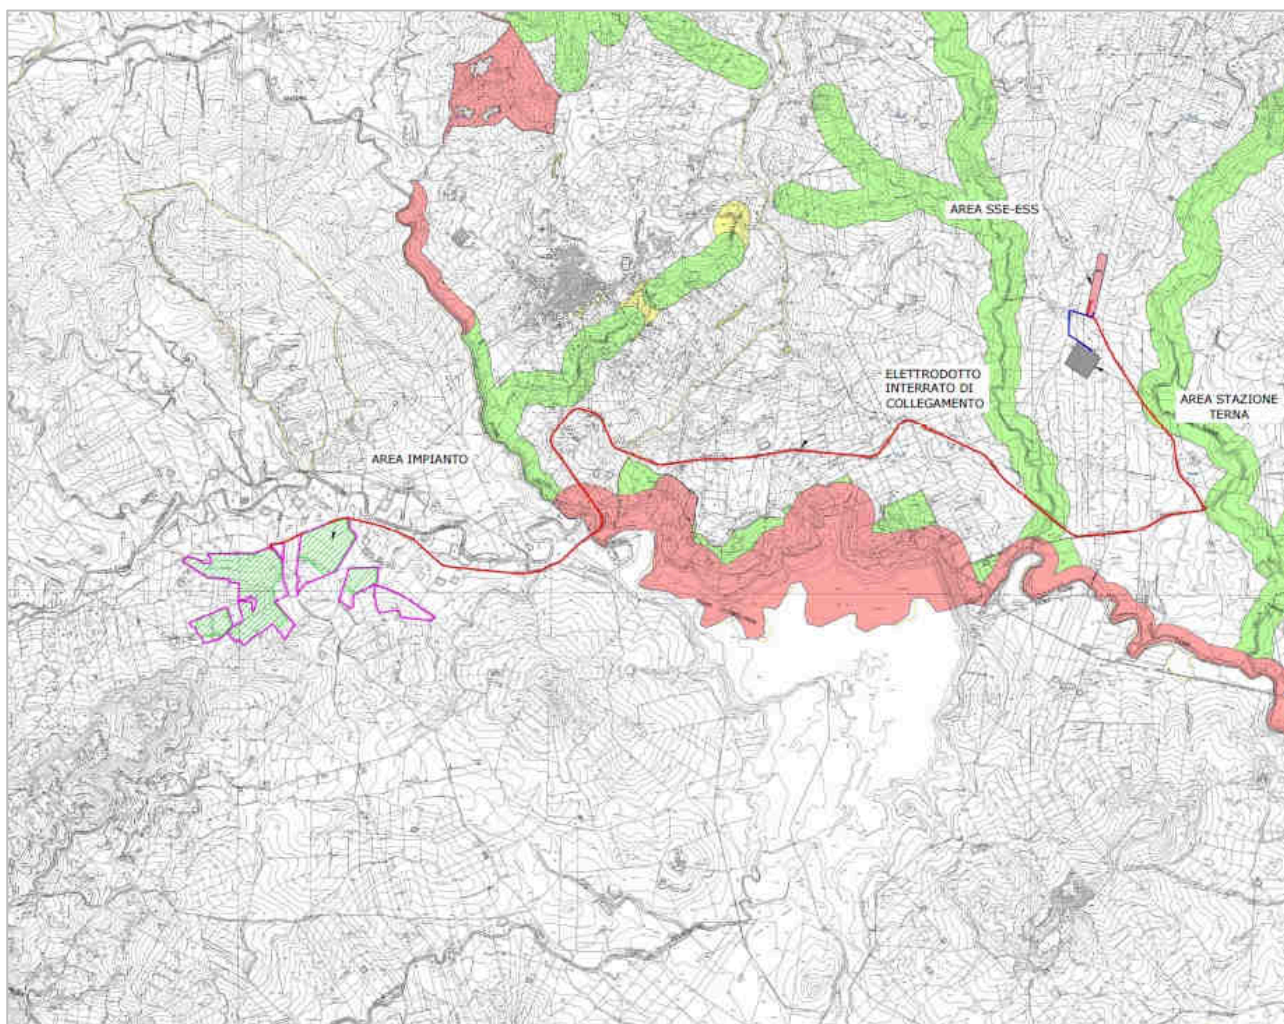 AREA SSE-ESS
ELETTRODOTTO
INTERRATO DI
COLLEGAMENTO
AREA STAZIONE
TERNA
AREA IMPIANTO